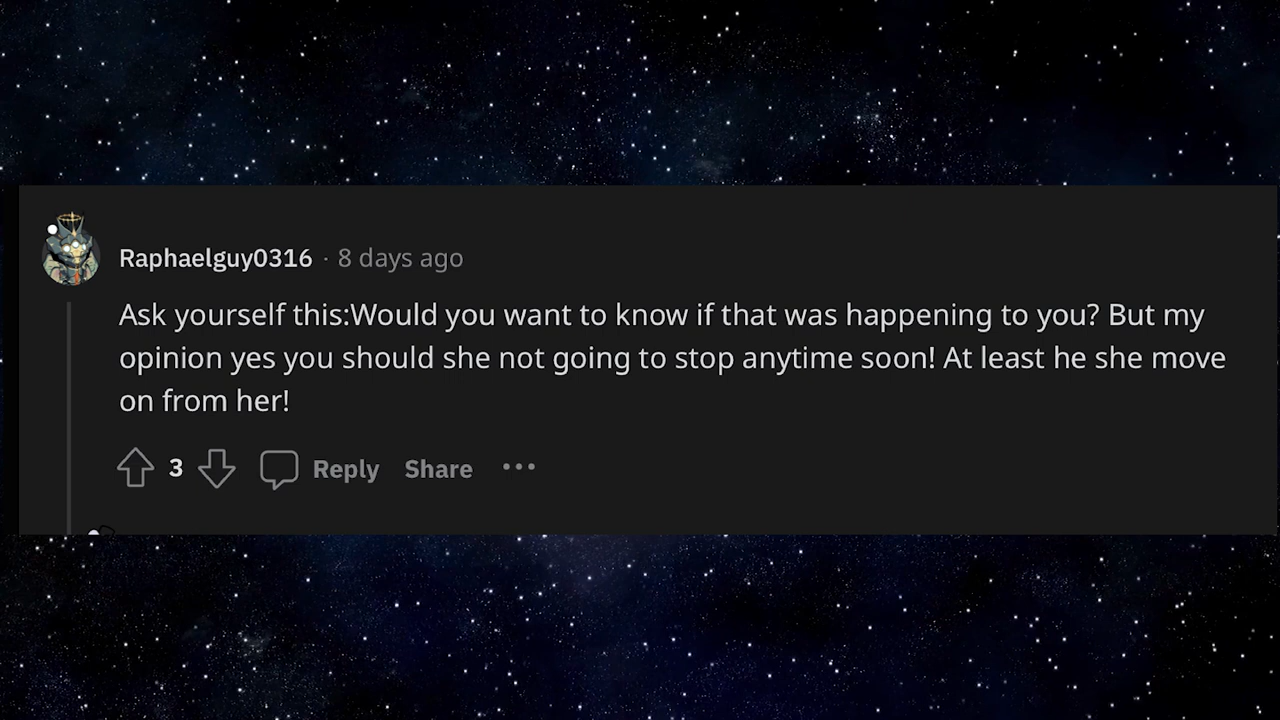 Raphaelguy0316 · 8 days ago
Ask yourself this:Would you want to know if that was happening to you? But my
opinion yes you should she not going to stop anytime soon! At least he she move
on from her!
3 Reply Share ...